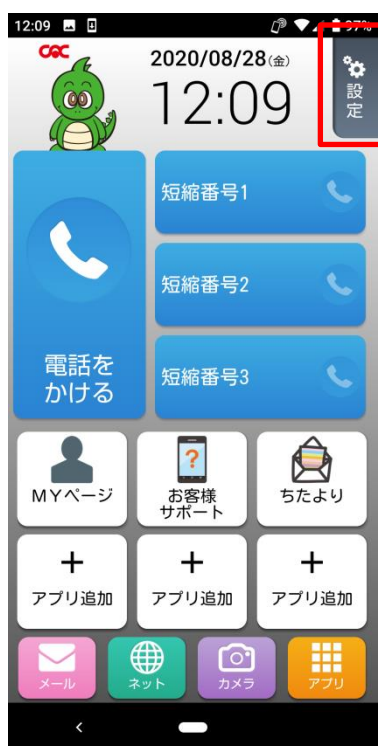 12:09 97%
CQC
2020/08/28(金)
12:09
設定
短縮番号1
短縮番号2
短縮番号3
電話を
かける
MYページ
お客様
サポート
ちたより
アプリ追加
アプリ追加
アプリ追加
メール
ネット
カメラ
アプリ